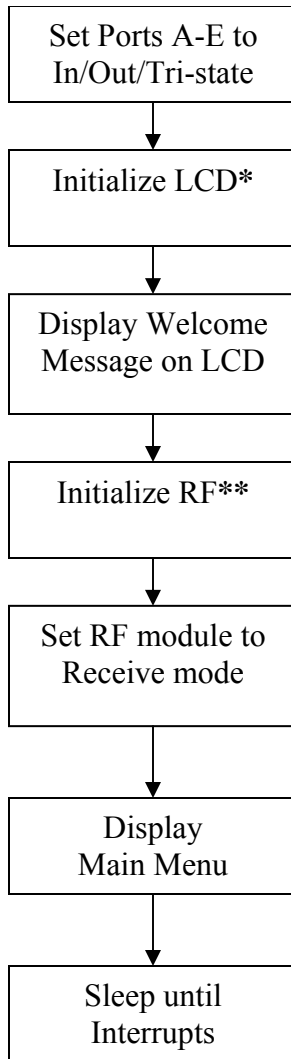 Set Ports A-E to
In/Out/Tri-state
Initialize LCD*
Display Welcome
Message on LCD
Initialize RF**
Set RF module to
Receive mode
Display
Main Menu
Sleep until
Interrupts